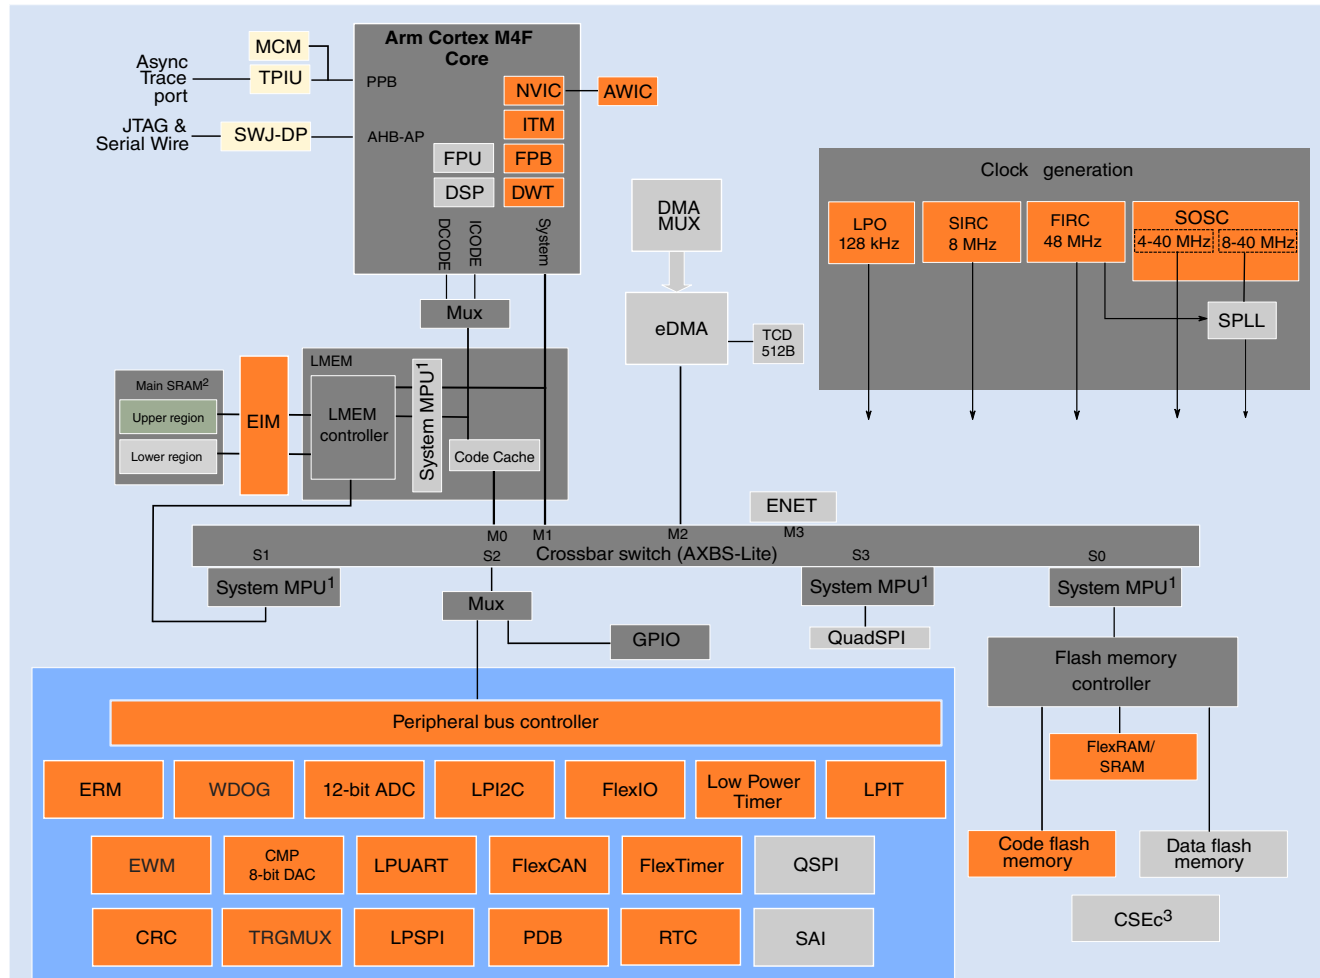 Arm Cortex M4F
Core
MCM
TPIU
Async
Trace
port
PPB
JTAG &
Serial Wire
SWJ-DP
AHB-AP
NVIC
AWIC
ITM
FPU
FPB
DSP
DWT
DCODE
ICODE
System
Mux
DMA
MUX
eDMA
TCD
512B
Clock generation
LPO
128 kHz
SIRC
8 MHz
FIRC
48 MHz
SOSC
4-40 MHz
8-40 MHz
SPLL
Main SRAM2
Upper region
Lower region
EIM
LMEM
LMEM
controller
System MPU1
Code Cache
ENET
M0
M1
M2
M3
Crossbar switch (AXBS-Lite)
S1
S2
S3
S0
System MPU1
Mux
GPIO
System MPU1
QuadSPI
System MPU1
Flash memory
controller
FlexRAM/
SRAM
Code flash
memory
Data flash
memory
CSEc3
Peripheral bus controller
ERM
WDOG
12-bit ADC
LPI2C
FlexIO
Low Power
Timer
LPIT
EWM
CMP
8-bit DAC
LPUART
FlexCAN
FlexTimer
QSPI
CRC
TRGMUX
LPSPI
PDB
RTC
SAI